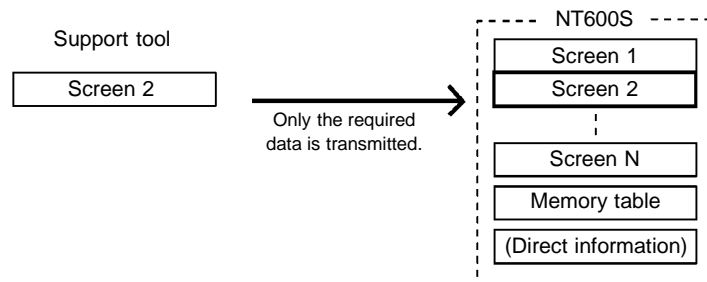 Support tool
Screen 2
Only the required
data is transmitted.
NT600S
Screen 1
Screen 2
Screen N
Memory table
(Direct information)